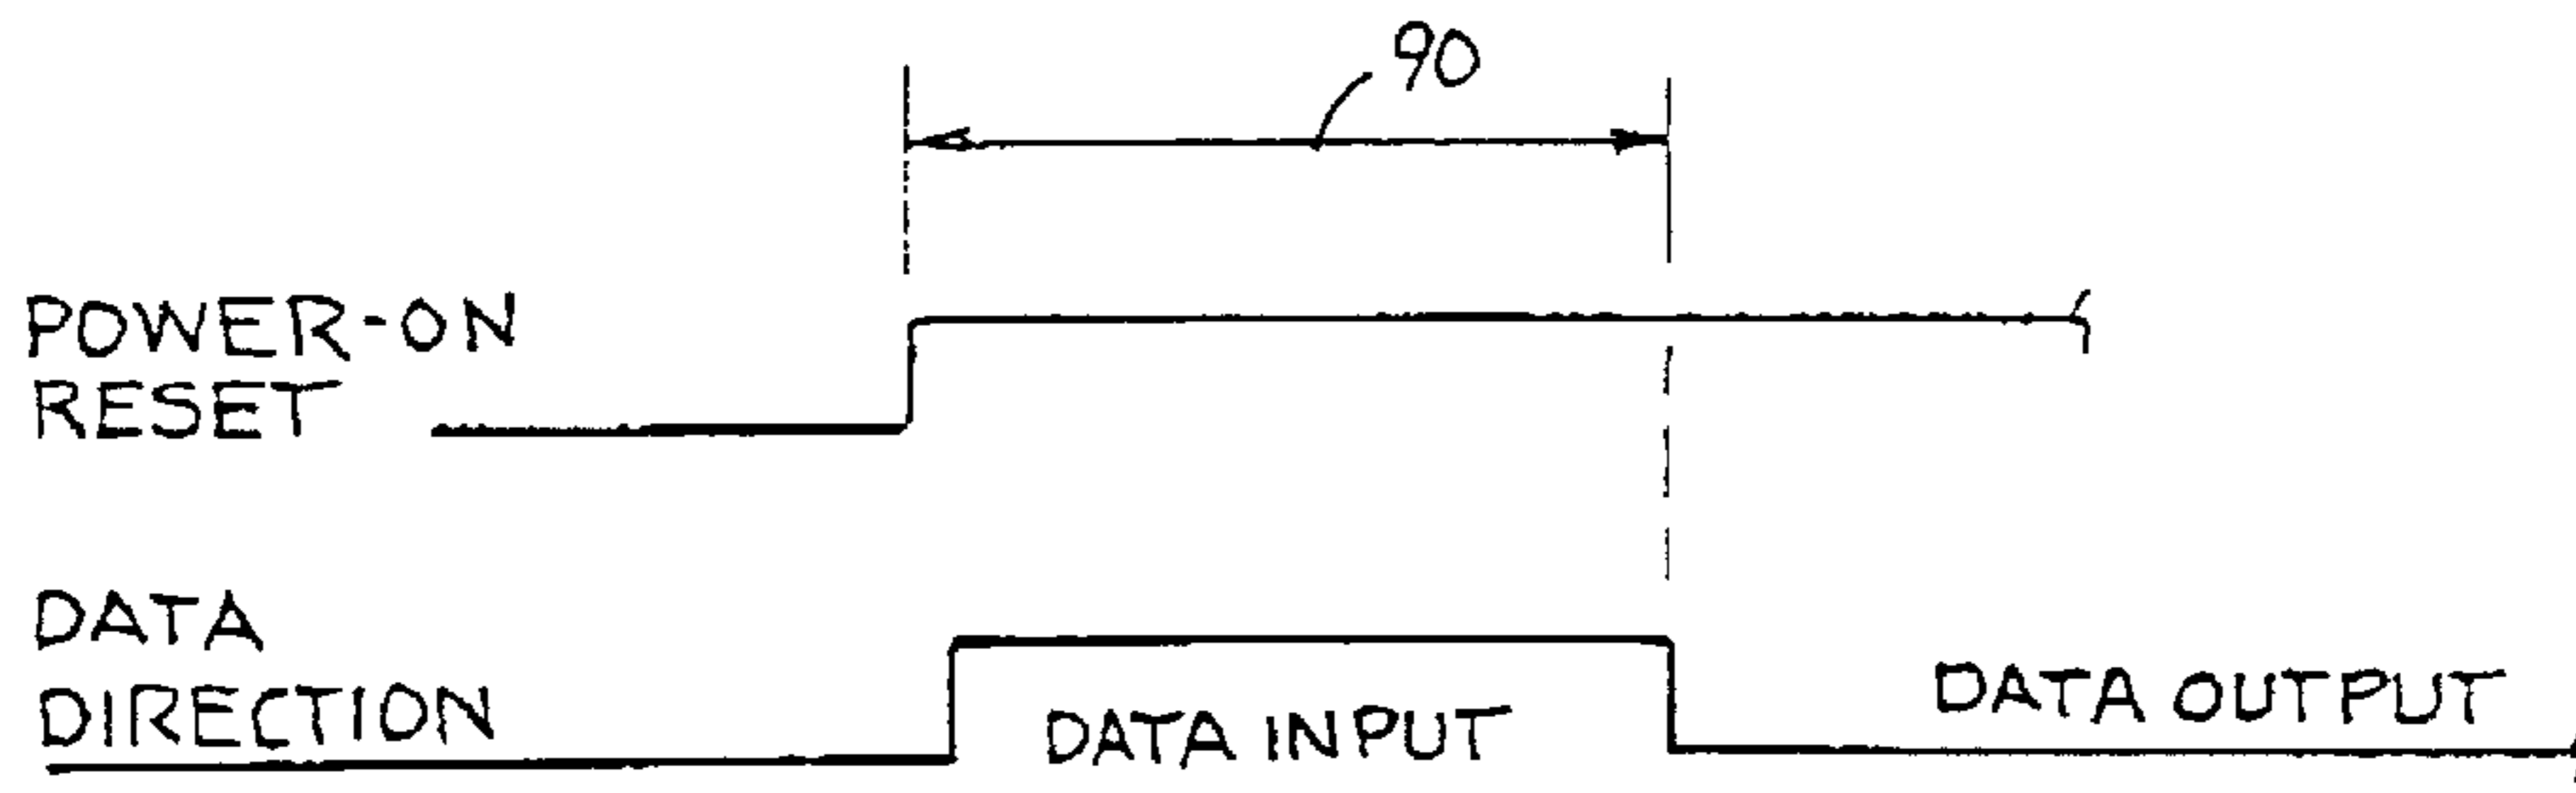 90
POWER-ON
RESET
DATA
DIRECTION
DATA INPUT
DATA OUTPUT